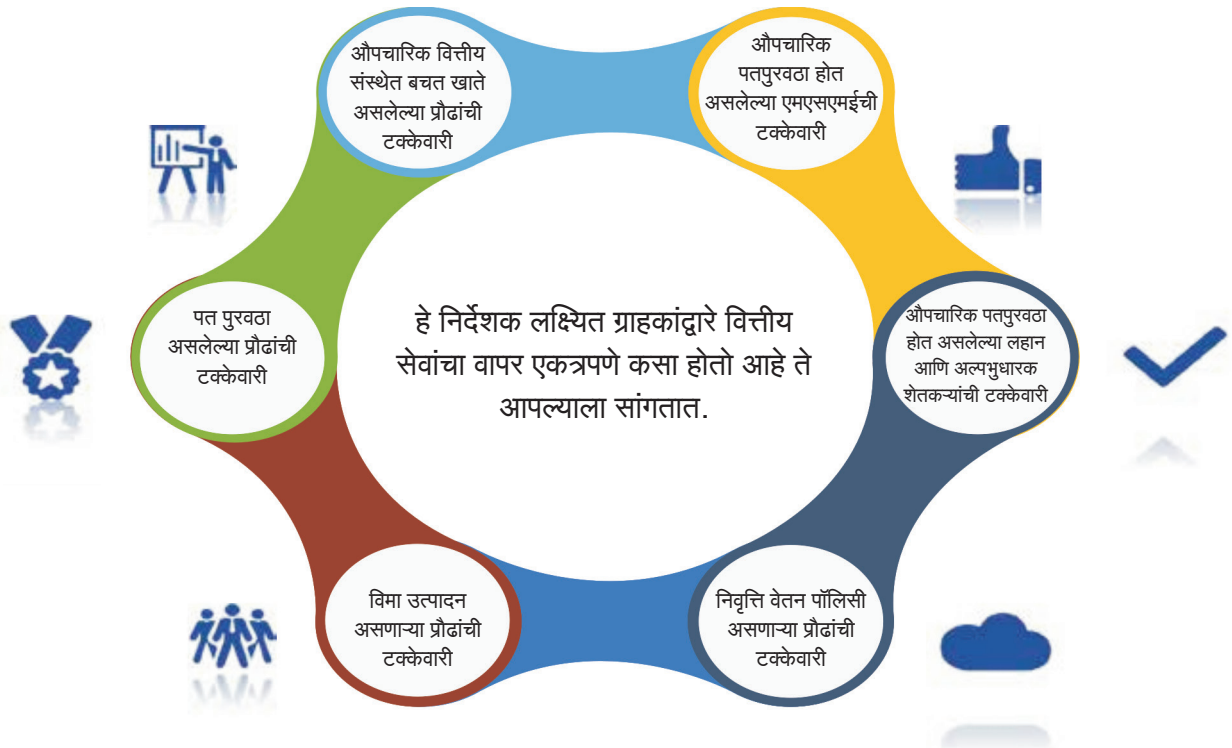 औपचारिक वित्तीय
संस्थेत बचत खाते
असलेल्या प्रौढांची
टक्केवारी
औपचारिक
पतपुरवठा होत
असलेल्या एमएसएमईची
टक्केवारी
पत पुरवठा
असलेल्या प्रौढांची
टक्केवारी
हे निर्देशक लक्ष्यित ग्राहकांद्वारे वित्तीय
सेवांचा वापर एकत्रपणे कसा होतो आहे ते
आपल्याला सांगतात.
औपचारिक पतपुरवठा
होत असलेल्या लहान
आणि अल्पभुधारक
शेतकऱ्यांची टक्केवारी
विमा उत्पादन
असणाऱ्या प्रौढांची
टक्केवारी
निवृत्ति वेतन पॉलिसी
असणाऱ्या प्रौढांची
टक्केवारी